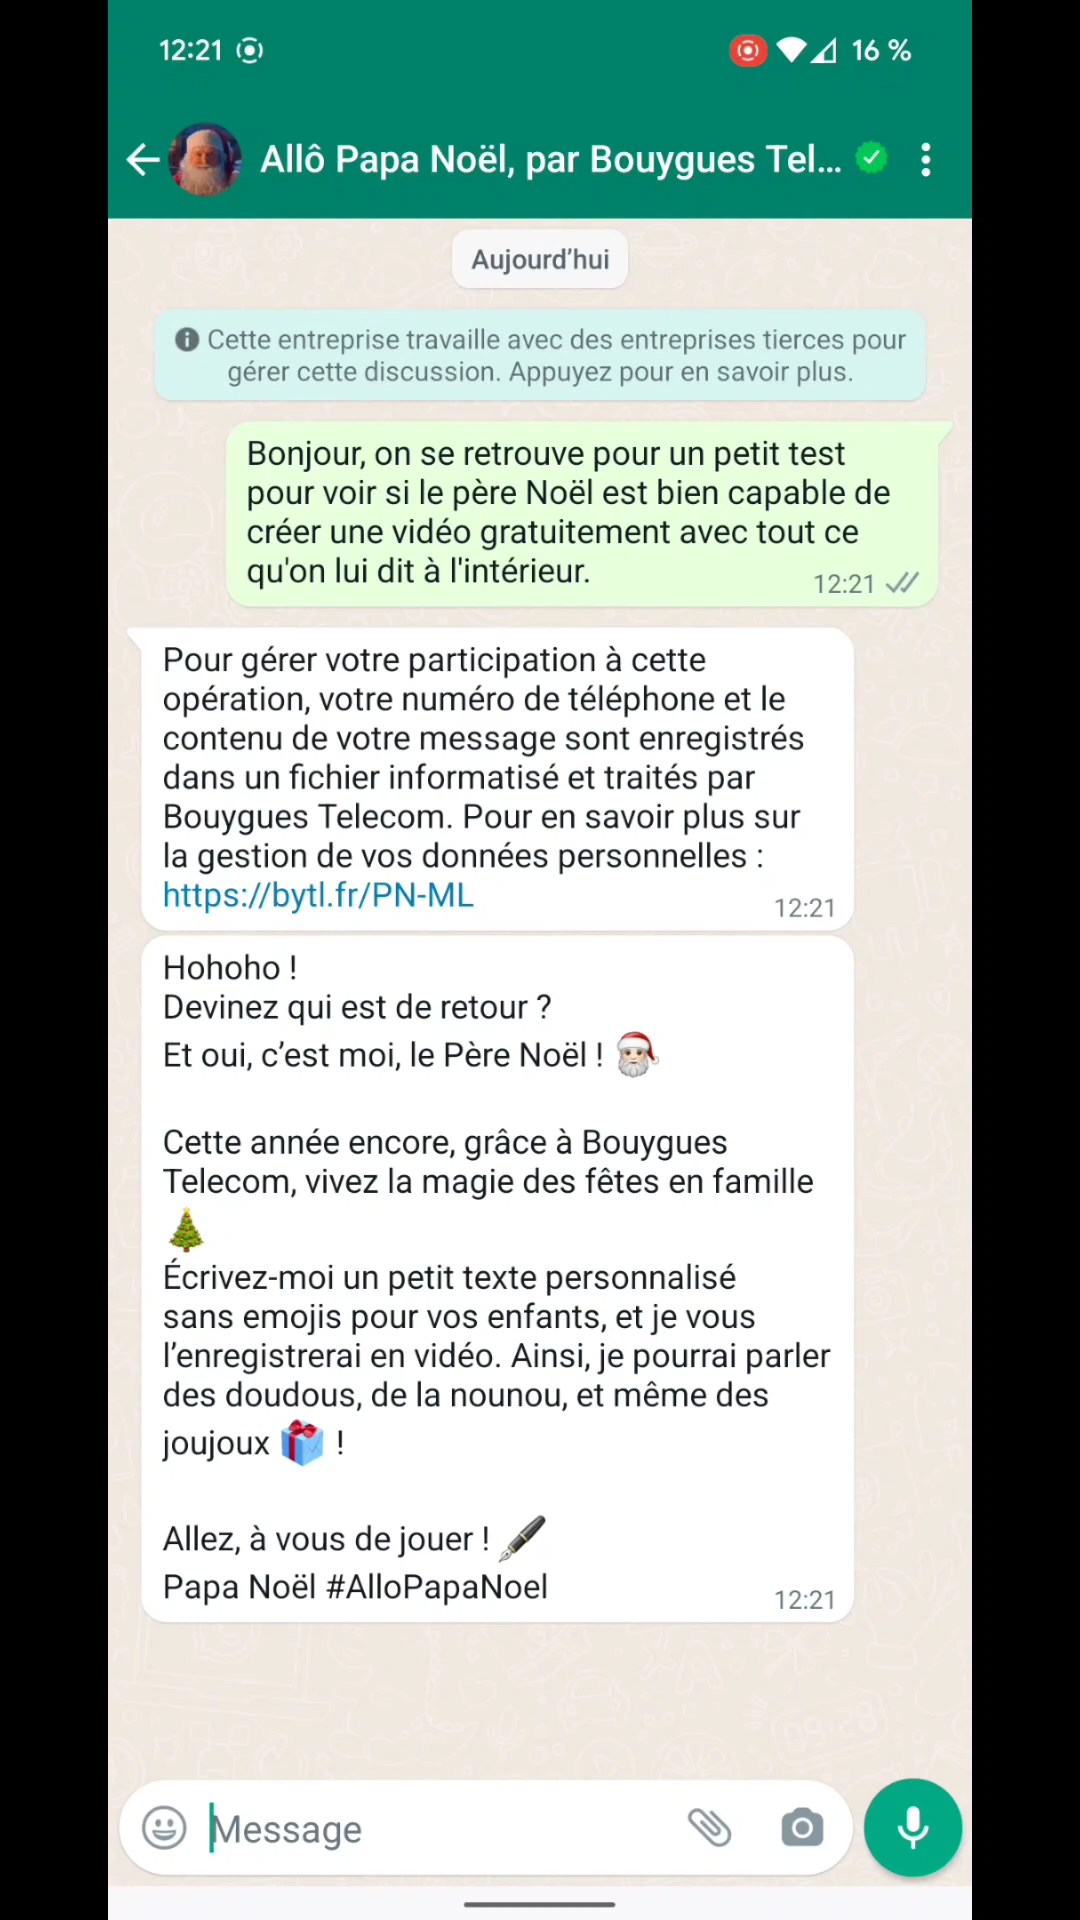 12:21
16 %
Allô Papa Noël, par Bouygues Tel...
Aujourd’hui
Cette entreprise travaille avec des entreprises tierces pour
gérer cette discussion. Appuyez pour en savoir plus.
Bonjour, on se retrouve pour un petit test
pour voir si le père Noël est bien capable de
créer une vidéo gratuitement avec tout ce
qu'on lui dit à l'intérieur.
12:21
Pour gérer votre participation à cette
opération, votre numéro de téléphone et le
contenu de votre message sont enregistrés
dans un fichier informatisé et traités par
Bouygues Telecom. Pour en savoir plus sur
la gestion de vos données personnelles :
https://bytl.fr/PN-ML
12:21
Hohoho !
Devinez qui est de retour ?
Et oui, c’est moi, le Père Noël ! 🎅🏻
Cette année encore, grâce à Bouygues
Telecom, vivez la magie des fêtes en famille
🎄
Écrivez-moi un petit texte personnalisé
sans emojis pour vos enfants, et je vous
l’enregistrerai en vidéo. Ainsi, je pourrai parler
des doudous, de la nounou, et même des
joujoux 🎁 !
Allez, à vous de jouer ! 🖋️
Papa Noël #AlloPapaNoel
12:21
Message